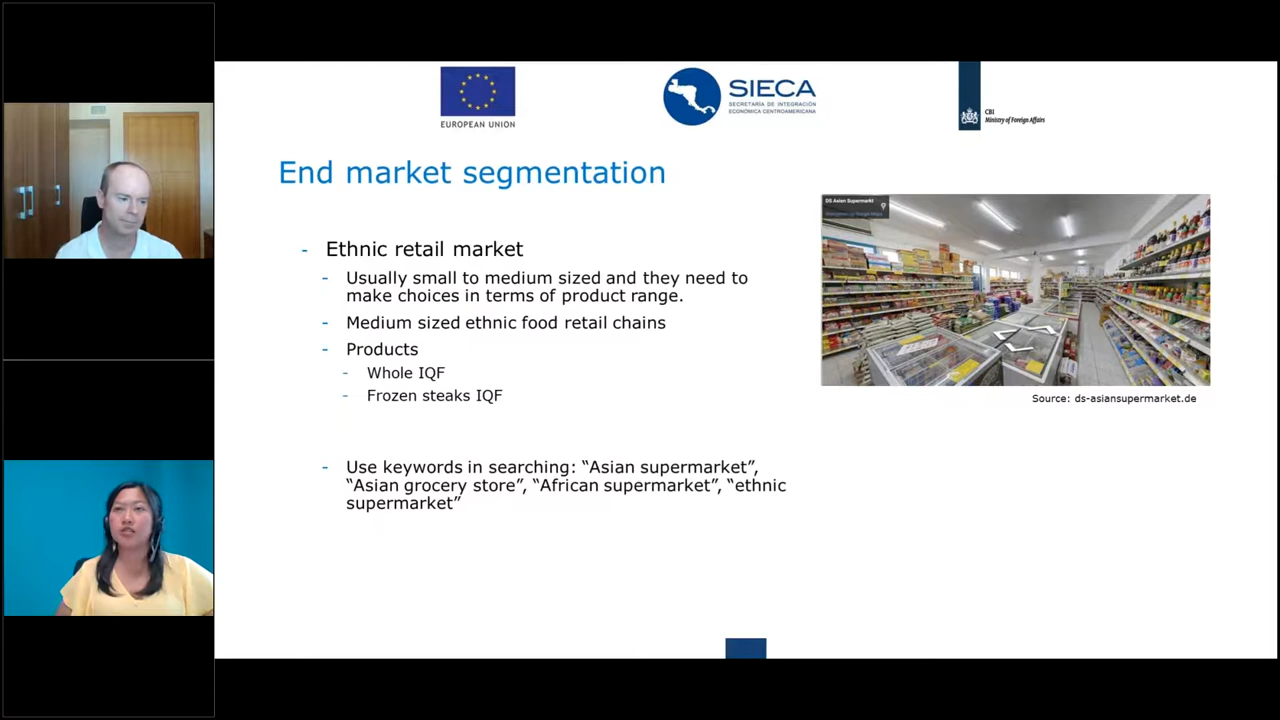 EUROPEAN UNION
SIECA
SECRETARÍA DE INTEGRACIÓN
ECONÓMICA CENTROAMERICANA
CBI
Ministry of Foreign Affairs
End market segmentation
- Ethnic retail market
- Usually small to medium sized and they need to
make choices in terms of product range.
- Medium sized ethnic food retail chains
- Products
- Whole IQF
- Frozen steaks IQF
- Use keywords in searching: “Asian supermarket”,
“Asian grocery store”, “African supermarket”, “ethnic
supermarket”
DS Asian Supermarkt
Source: ds-asiansupermarket.de